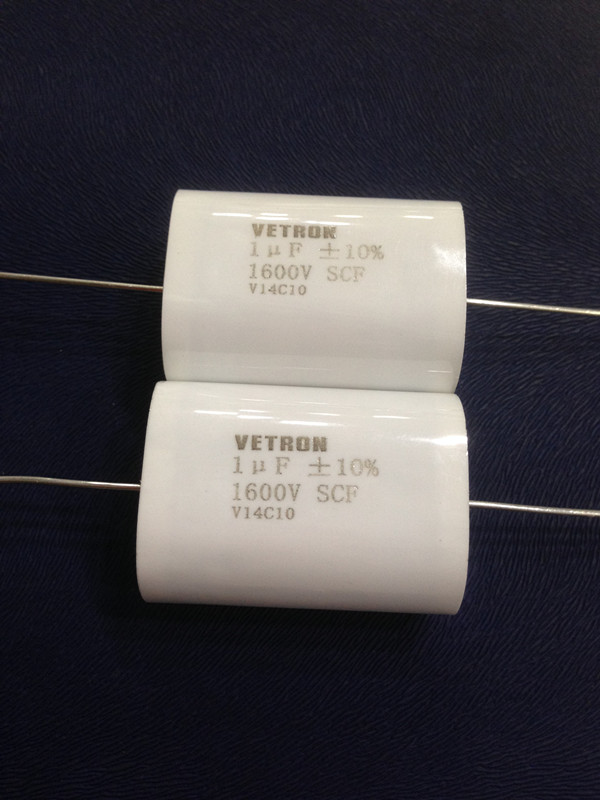 VETRON
1μF ±10%
1600V SCF
V14C10
VETRON
1μF ±10%
1600V SCF
V14C10